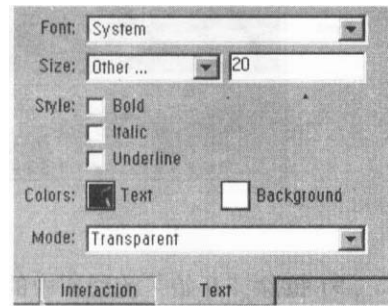 Font: System
Size: Other ... 20
Style: Bold
Italic
Underline
Colors: Text Background
Mode: Transparent
Interaction Text